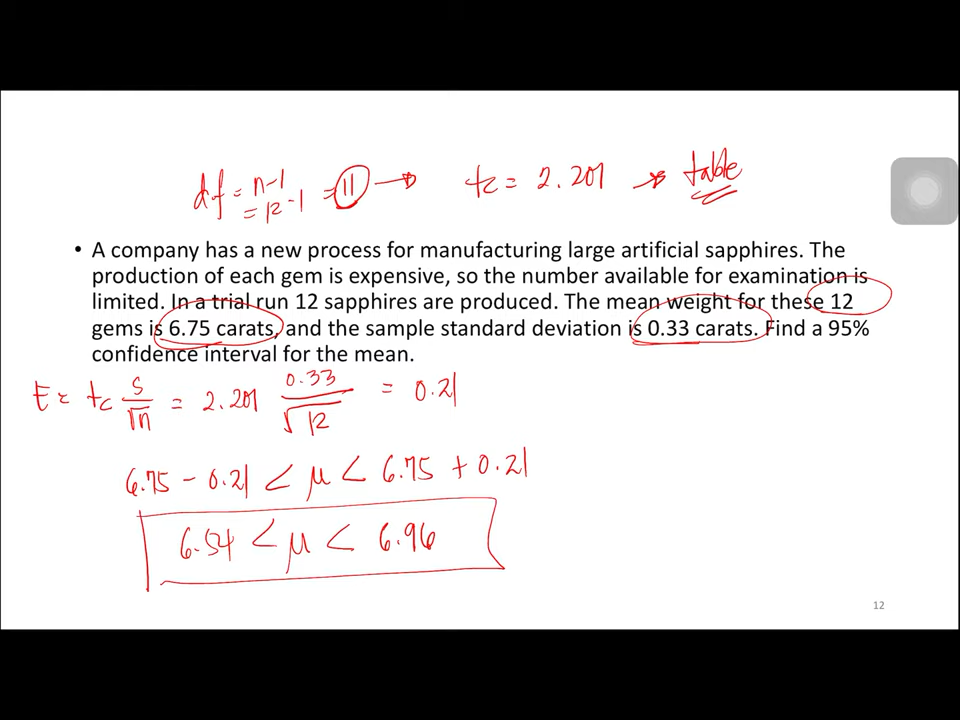 df = n-1 = 11 → tc = 2.201 → table
= 12 - 1
• A company has a new process for manufacturing large artificial sapphires. The
production of each gem is expensive, so the number available for examination is
limited. In a trial run 12 sapphires are produced. The mean weight for these 12
gems is 6.75 carats, and the sample standard deviation is 0.33 carats. Find a 95%
confidence interval for the mean.
E = tc s/√n = 2.201 0.33/√12 = 0.21
6.75 - 0.21 < μ < 6.75 + 0.21
6.54 < μ < 6.96
12